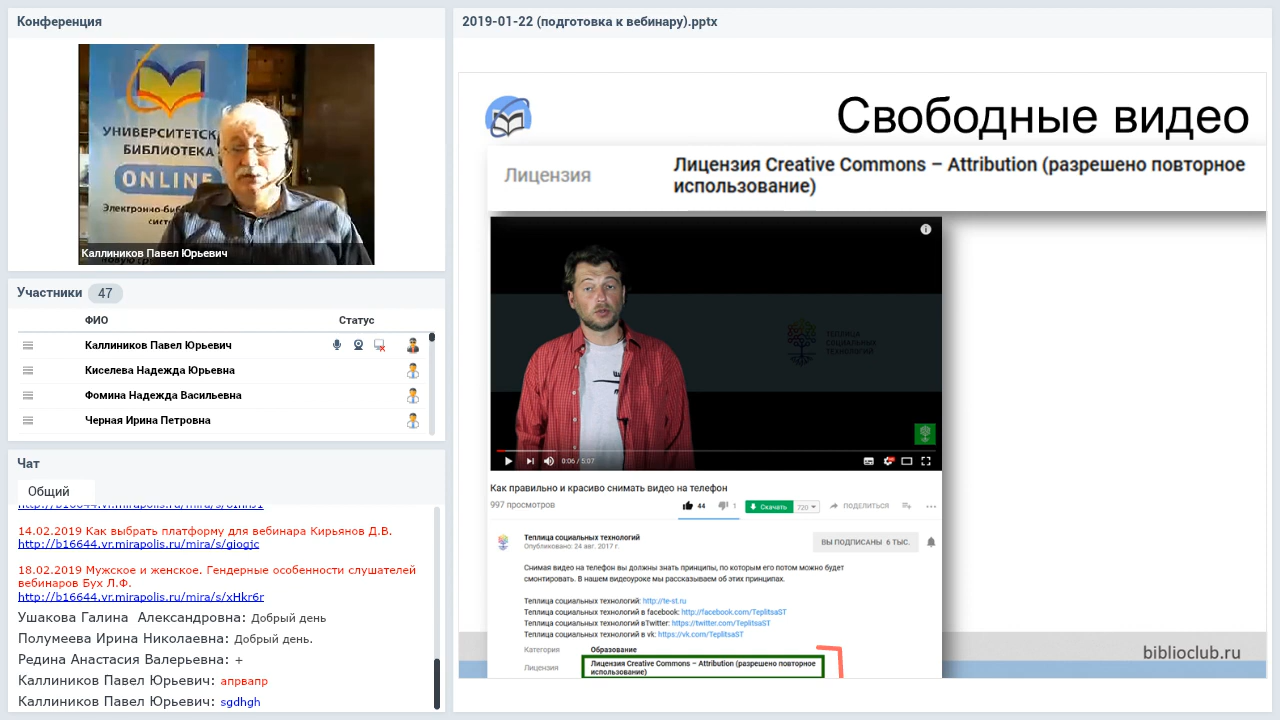 Конференция
УНИВЕРСИТЕТСК
БИБЛИОТЕКА
ONLINE
Каллиников Павел Юрьевич
Участники 47
ФИО Статус
Каллиников Павел Юрьевич
Киселева Надежда Юрьевна
Фомина Надежда Васильевна
Черная Ирина Петровна
Чат
Общий
14.02.2019 Как выбрать платформу для вебинара Кирьянов Д.В.
http://b16644.vr.mirapolis.ru/mira/s/giogjc
18.02.2019 Мужское и женское. Гендерные особенности слушателей
вебинаров Бух Л.Ф.
http://b16644.vr.mirapolis.ru/mira/s/xHkr6r
Ушакова Галина Александровна: Добрый день
Полумеева Ирина Николаевна: Добрый день.
Редина Анастасия Валерьевна: +
Каллиников Павел Юрьевич: апрвапр
Каллиников Павел Юрьевич: sgdhgh
2019-01-22 (подготовка к вебинару).pptx
Свободные видео
Лицензия
Лицензия Creative Commons – Attribution (разрешено повторное
использование)
ТЕПЛИЦА
СОЦИАЛЬНЫХ
ТЕХНОЛОГИЙ
0:06 / 5:07
Как правильно и красиво снимать видео на телефон
997 просмотров 44 1 Скачать 720 ПОДЕЛИТЬСЯ
Теплица социальных технологий
Опубликовано: 24 авг. 2017 г.
ВЫ ПОДПИСАНЫ 6 ТЫС.
Снимая видео на телефон вы должны знать принципы, по которым его потом можно будет
смонтировать. В нашем видеоуроке мы рассказываем об этих принципах.
Теплица социальных технологий: http://te-st.ru
Теплица социальных технологий в facebook: http://facebook.com/TeplitsaST
Теплица социальных технологий вTwitter: https://twitter.com/TeplitsaST
Теплица социальных технологий в vk: https://vk.com/TeplitsaST
Категория Образование
Лицензия Лицензия Creative Commons – Attribution (разрешено повторное
использование)
biblioclub.ru